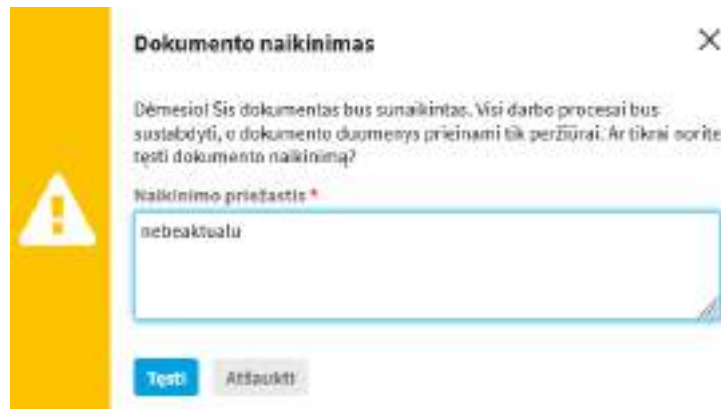 Dokumento naikinimas
Dėmesio! Šis dokumentas bus sunaikintas. Visi darbo procesai bus
sustabdyti, o dokumento duomenys prieinami tik peržiūrai. Ar tikrai norite
tęsti dokumento naikinimą?
Naikinimo priežastis *
nebeaktualu
Tęsti Atšaukti